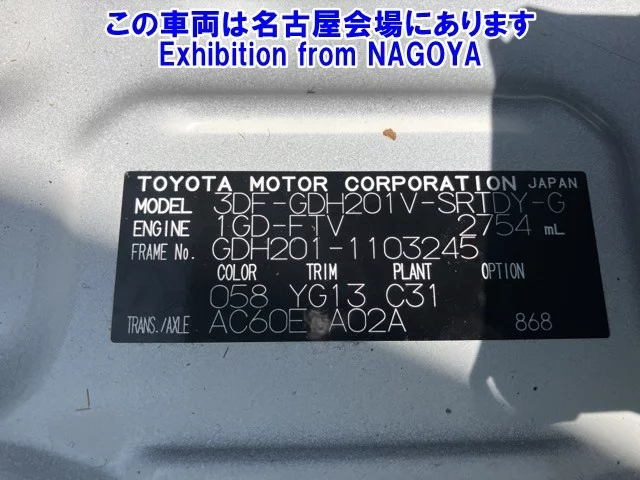 この車両は名古屋会場にあります
Exhibition from NAGOYA
TOYOTA MOTOR CORPORATION JAPAN
MODEL 3DF-GDH201V-SRTDY-G
ENGINE 1GD-FTV 2754 mL
FRAME No. GDH201-1103245
COLOR TRIM PLANT OPTION
058 YG13 C31
TRANS./AXLE AC60E A02A 868